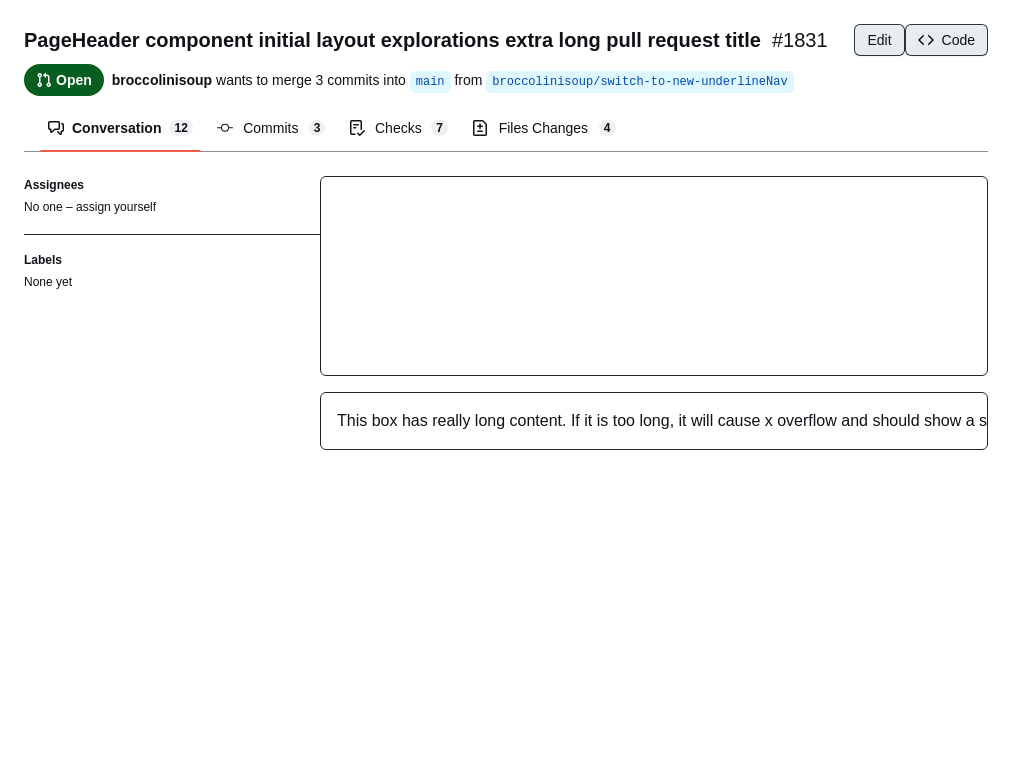 PageHeader component initial layout explorations extra long pull request title #1831
Edit
Code
Open
broccolinisoup wants to merge 3 commits into main from broccolinisoup/switch-to-new-underlineNav
Conversation 12
Commits 3
Checks 7
Files Changes 4
Assignees
No one – assign yourself
Labels
None yet
This box has really long content. If it is too long, it will cause x overflow and should show a s